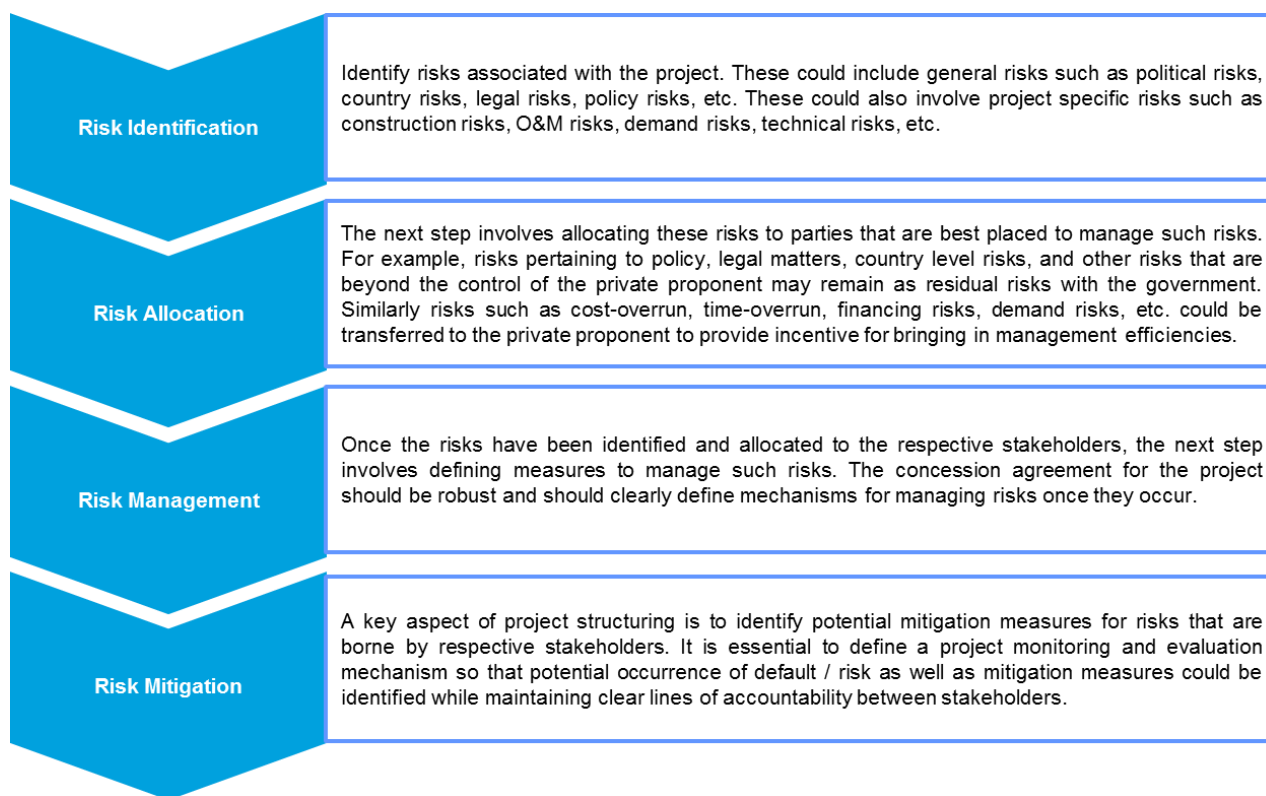 Risk Identification
Identify risks associated with the project. These could include general risks such as political risks,
country risks, legal risks, policy risks, etc. These could also involve project specific risks such as
construction risks, O&M risks, demand risks, technical risks, etc.
Risk Allocation
The next step involves allocating these risks to parties that are best placed to manage such risks.
For example, risks pertaining to policy, legal matters, country level risks, and other risks that are
beyond the control of the private proponent may remain as residual risks with the government.
Similarly risks such as cost-overrun, time-overrun, financing risks, demand risks, etc. could be
transferred to the private proponent to provide incentive for bringing in management efficiencies.
Risk Management
Once the risks have been identified and allocated to the respective stakeholders, the next step
involves defining measures to manage such risks. The concession agreement for the project
should be robust and should clearly define mechanisms for managing risks once they occur.
Risk Mitigation
A key aspect of project structuring is to identify potential mitigation measures for risks that are
borne by respective stakeholders. It is essential to define a project monitoring and evaluation
mechanism so that potential occurrence of default / risk as well as mitigation measures could be
identified while maintaining clear lines of accountability between stakeholders.